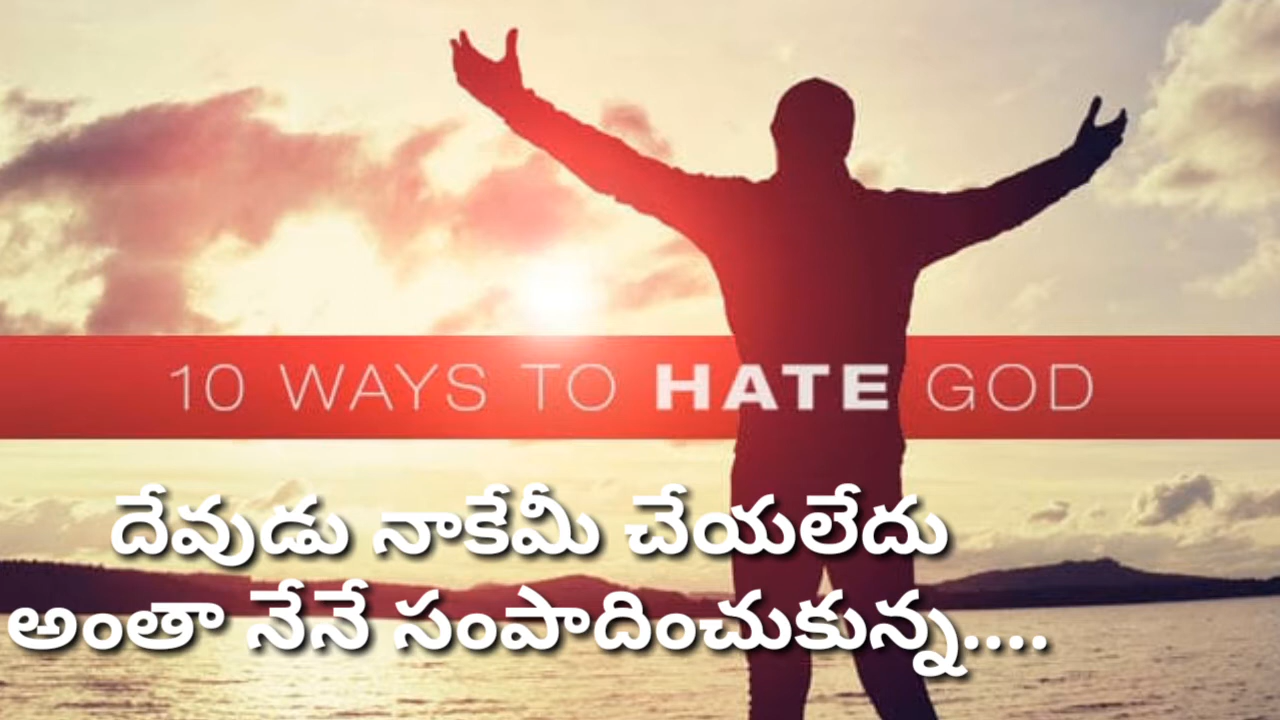 10 WAYS TO HATE GOD
దేవుడు నాకేమీ చేయలేదు
అంతా నేనే సంపాదించుకున్న....